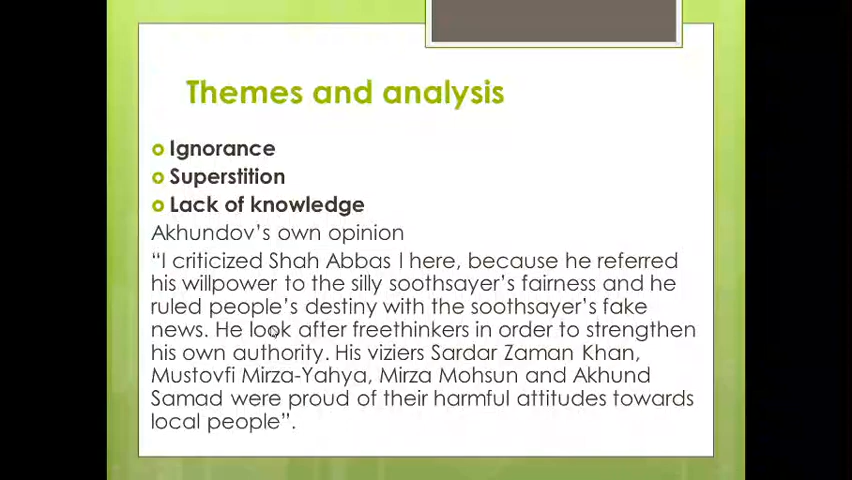 Themes and analysis
Ignorance
Superstition
Lack of knowledge
Akhundov’s own opinion
“I criticized Shah Abbas I here, because he referred
his willpower to the silly soothsayer’s fairness and he
ruled people’s destiny with the soothsayer’s fake
news. He look after freethinkers in order to strengthen
his own authority. His viziers Sardar Zaman Khan,
Mustovfi Mirza-Yahya, Mirza Mohsun and Akhund
Samad were proud of their harmful attitudes towards
local people”.